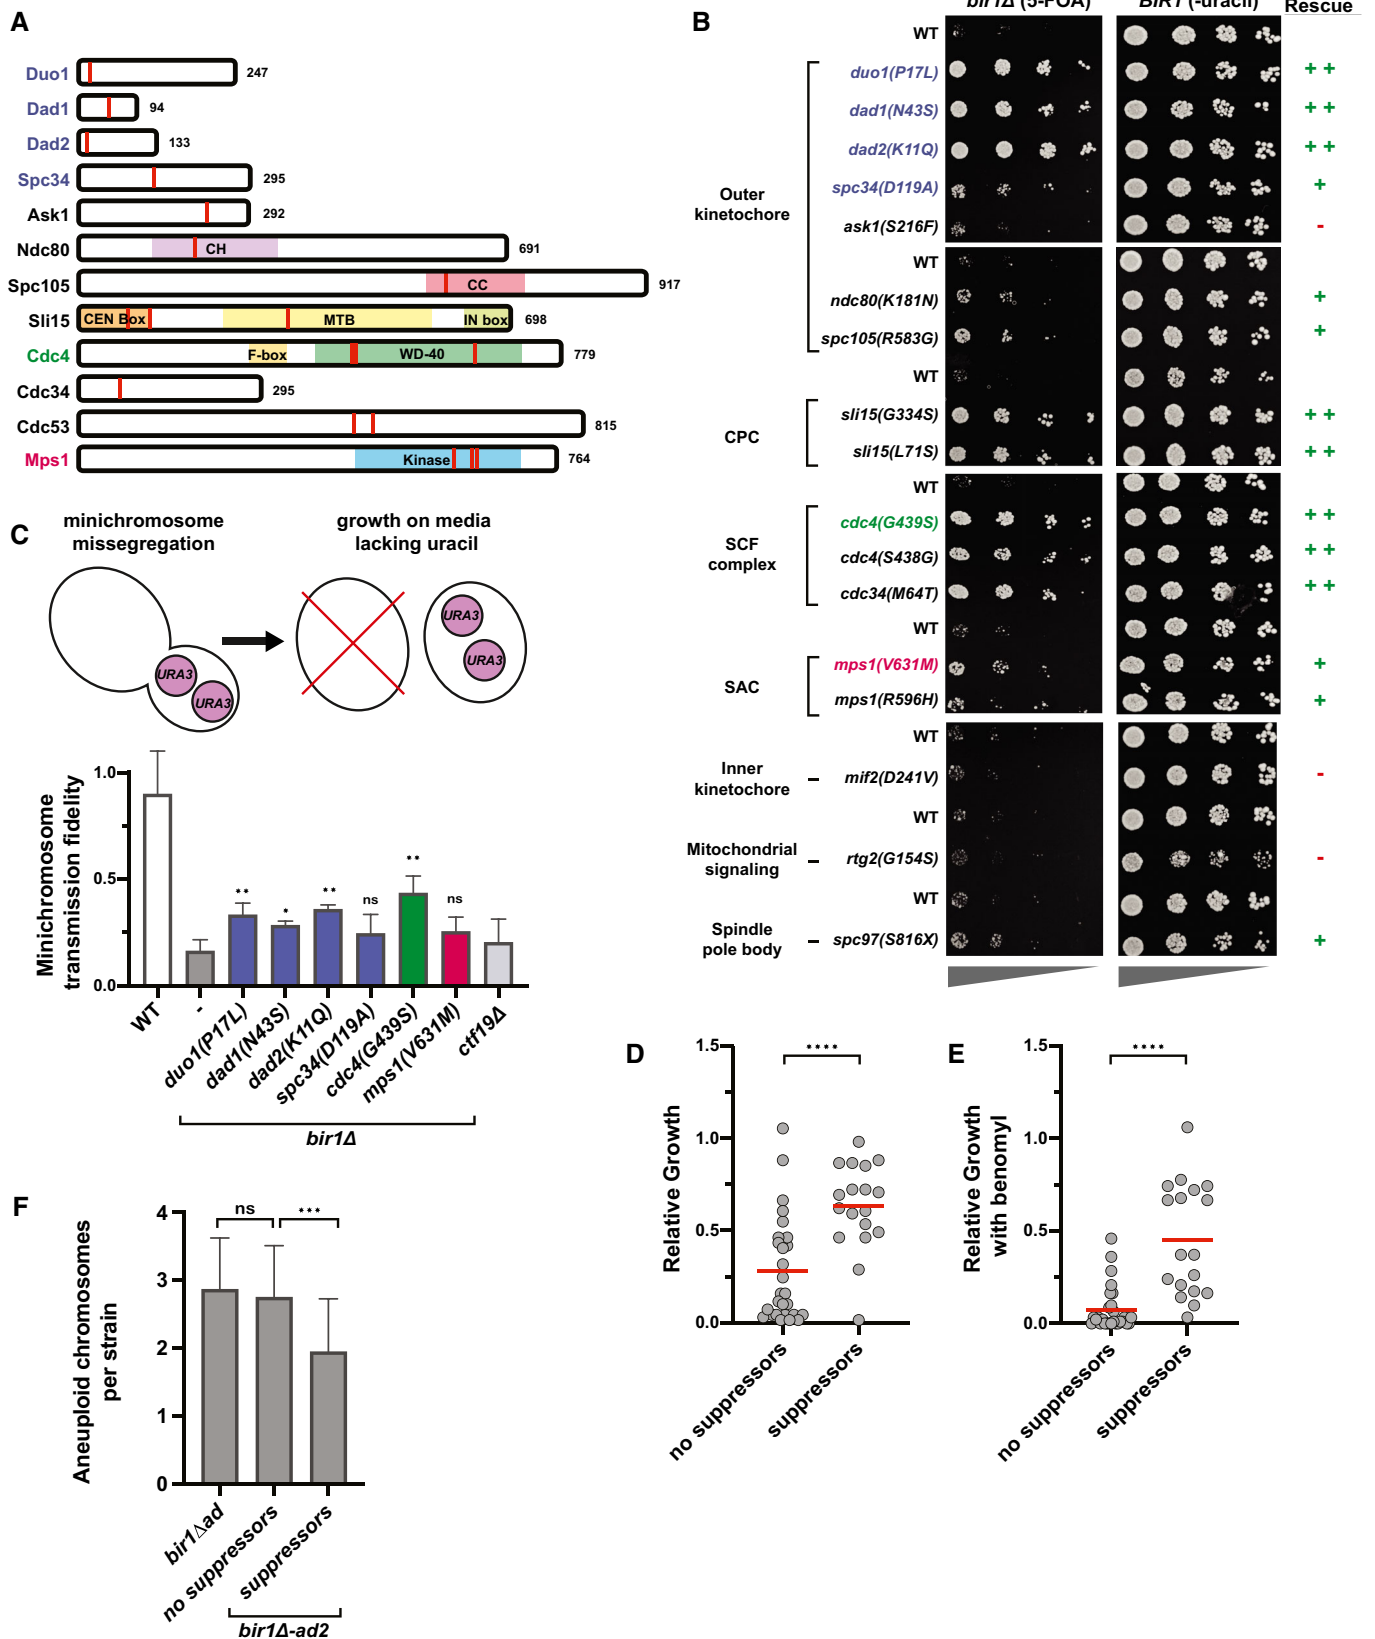 A
Duo1 247
Dad1 94
Dad2 133
Spc34 295
Ask1 292
Ndc80 CH 691
Spc105 CC 917
Sli15 CEN Box MTB IN box 698
Cdc4 F-box WD-40 779
Cdc34 295
Cdc53 815
Mps1 Kinase 764
B
bir1Δ (5-FOA) BIR1 (-uracil) Rescue
WT
duo1(P17L) + +
dad1(N43S) + +
dad2(K11Q) + +
spc34(D119A) +
Outer
kinetochore
ask1(S216F) -
WT
ndc80(K181N) +
spc105(R583G) +
WT
sli15(G334S) + +
CPC
sli15(L71S) + +
WT
cdc4(G439S) + +
SCF
complex
cdc4(S438G) + +
cdc34(M64T) + +
WT
mps1(V631M) +
SAC
mps1(R596H) +
WT
Inner
kinetochore
mif2(D241V) -
WT
Mitochondrial
signaling
rtg2(G154S) -
WT
Spindle
pole body
spc97(S816X) +
C
minichromosome
missegregation
growth on media
lacking uracil
URA3
URA3
URA3
URA3
Minichromosome
transmission fidelity
1.0
0.5
0.0
** * ** ns ** ns
WT
-
duo1(P17L)
dad1(N43S)
dad2(K11Q)
spc34(D119A)
cdc4(G439S)
mps1(V631M)
ctf19Δ
bir1Δ
D
Relative Growth
1.5
1.0
0.5
0.0
****
no suppressors
suppressors
E
Relative Growth
with benomyl
1.5
1.0
0.5
0.0
****
no suppressors
suppressors
F
Aneuploid chromosomes
per strain
4
3
2
1
0
ns ***
bir1Δad
no suppressors
suppressors
bir1Δ-ad2